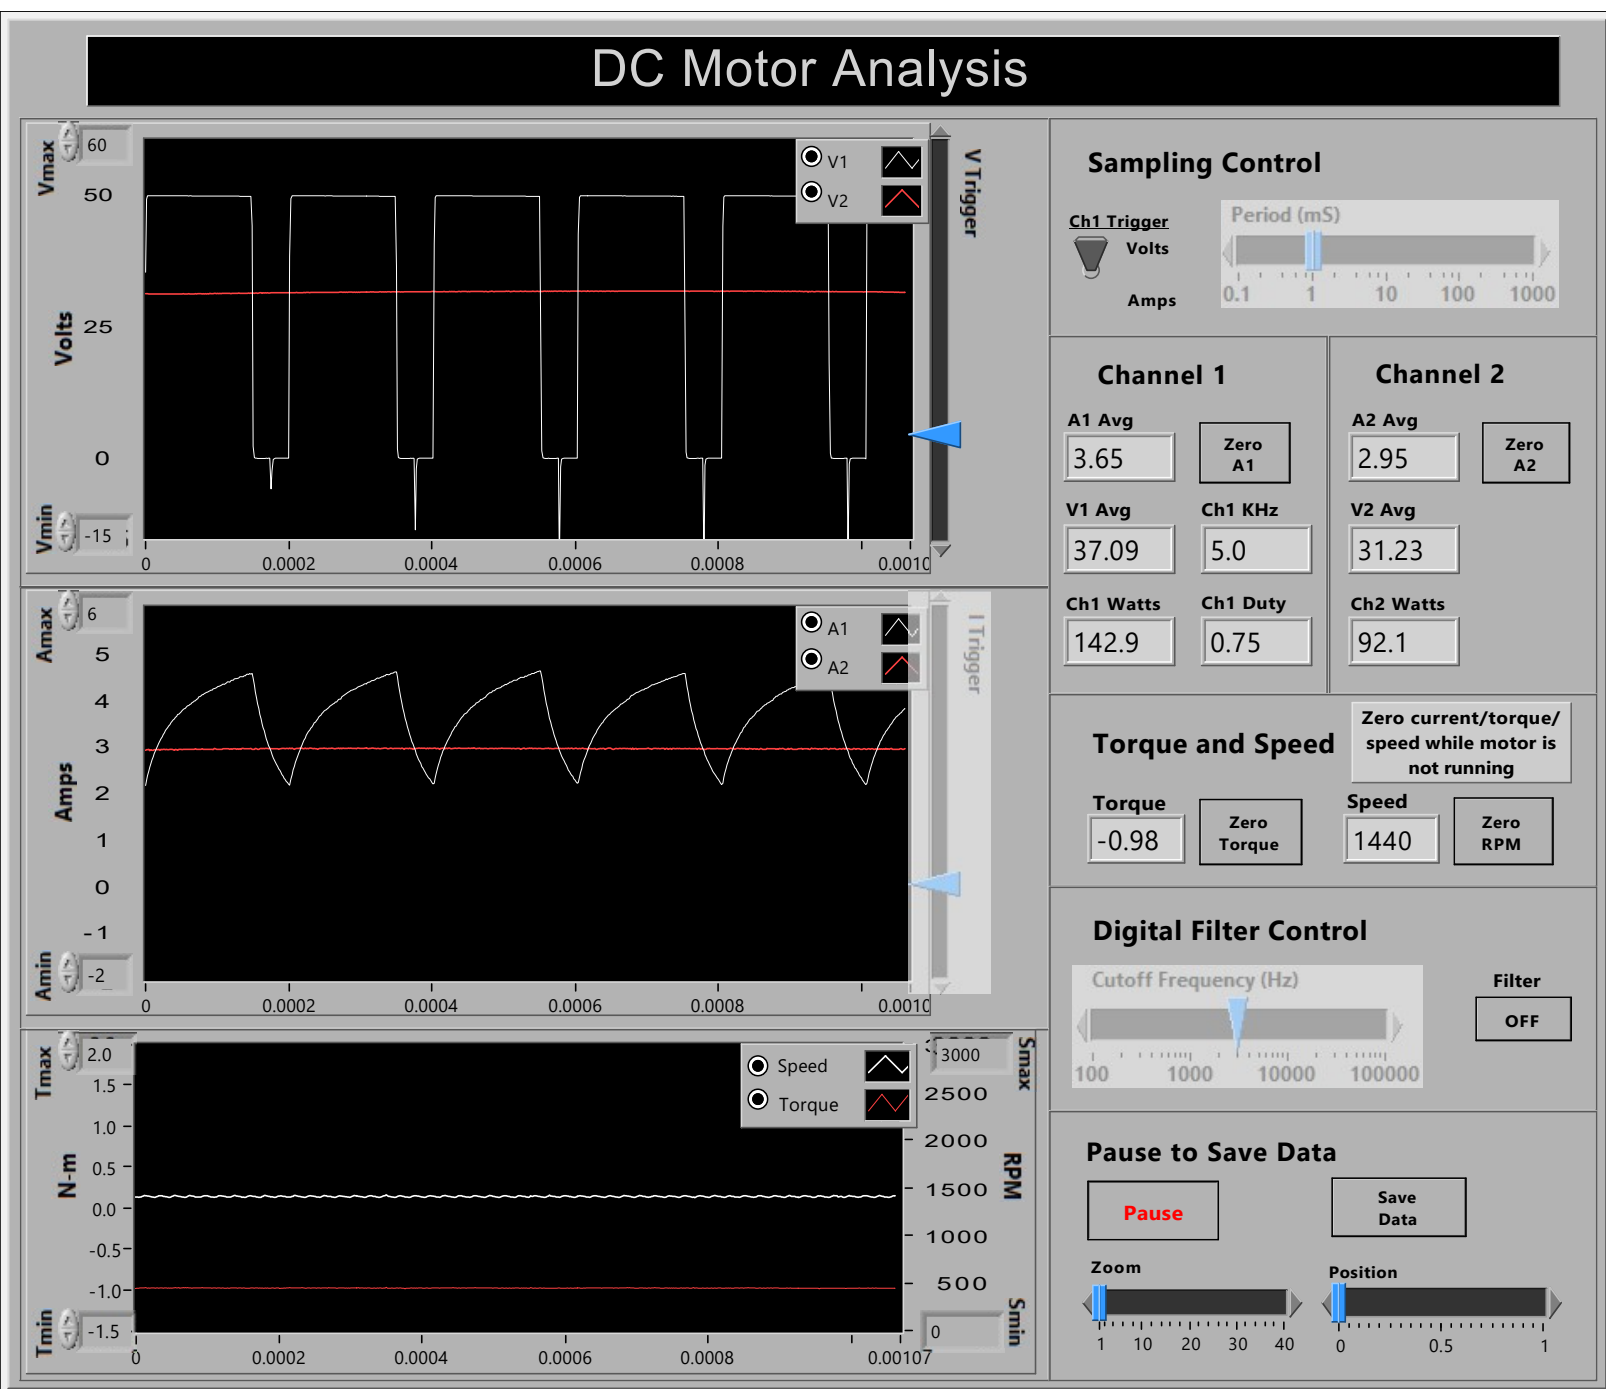 DC Motor Analysis
Vmax
60
50
Volts
25
0
Vmin
-15
0
0.0002
0.0004
0.0006
0.0008
0.0010
V1
V2
V Trigger
Amax
6
5
4
3
Amps
2
1
0
-1
Amin
-2
0
0.0002
0.0004
0.0006
0.0008
0.0010
A1
A2
I Trigger
Tmax
2.0
1.5
1.0
N-m
0.5
0.0
-0.5
-1.0
Tmin
-1.5
0
0.0002
0.0004
0.0006
0.0008
0.00107
Speed
Torque
3000
Smax
2500
2000
RPM
1500
1000
500
Smin
0
Sampling Control
Ch1 Trigger
Volts
Amps
Period (mS)
0.1 1 10 100 1000
Channel 1
A1 Avg
3.65
Zero
A1
V1 Avg
37.09
Ch1 KHz
5.0
Ch1 Watts
142.9
Ch1 Duty
0.75
Channel 2
A2 Avg
2.95
Zero
A2
V2 Avg
31.23
Ch2 Watts
92.1
Torque and Speed
Zero current/torque/
speed while motor is
not running
Torque
-0.98
Zero
Torque
Speed
1440
Zero
RPM
Digital Filter Control
Cutoff Frequency (Hz)
100 1000 10000 100000
Filter
OFF
Pause to Save Data
Pause
Save
Data
Zoom
1 10 20 30 40
Position
0 0.5 1